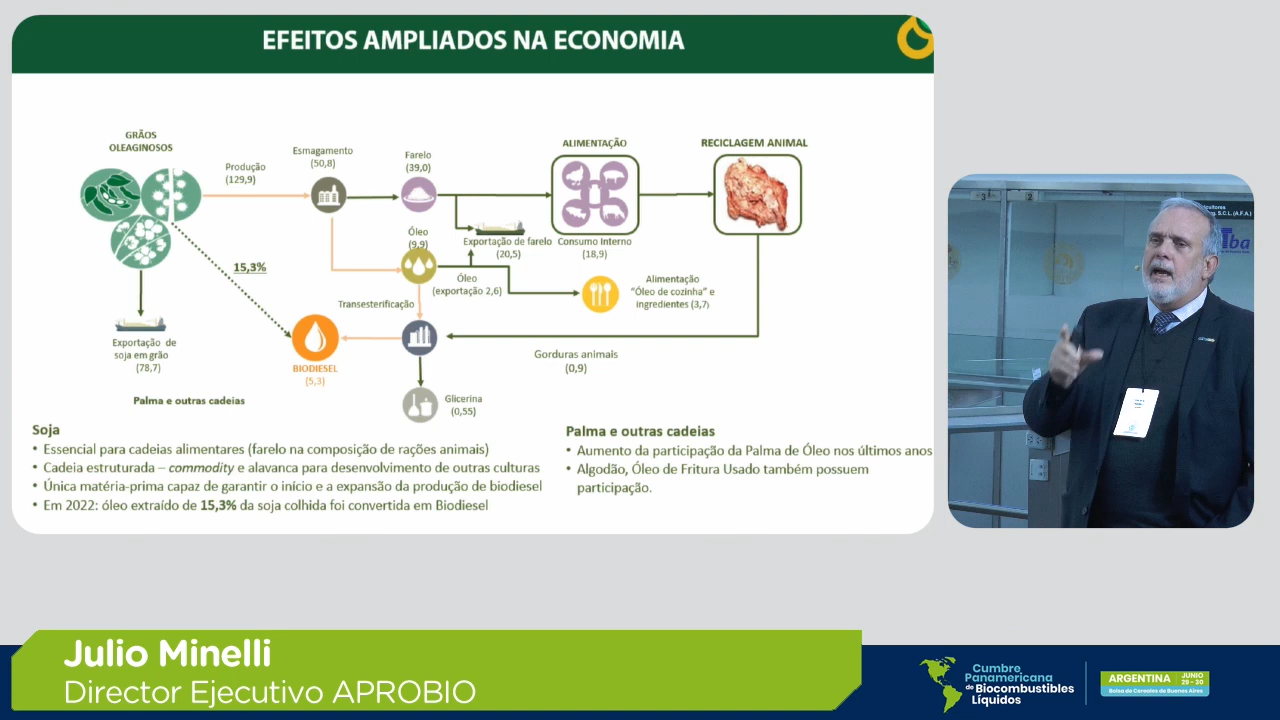 EFEITOS AMPLIADOS NA ECONOMIA
GRÃOS
OLEAGINOSOS
Produção
(129,9)
Esmagamento
(50,8)
Farelo
(39,0)
ALIMENTAÇÃO
RECICLAGEM ANIMAL
Óleo
(9,9)
Exportação de farelo
(20,5)
Consumo Interno
(18,9)
15,3%
Óleo
(exportação 2,6)
Alimentação
"Óleo de cozinha" e
ingredientes (3,7)
Transesterificação
Exportação de
soja em grão
(78,7)
BIODIESEL
(5,3)
Gorduras animais
(0,9)
Glicerina
(0,55)
Palma e outras cadeias
Soja
• Essencial para cadeias alimentares (farelo na composição de rações animais)
• Cadeia estruturada – commodity e alavanca para desenvolvimento de outras culturas
• Única matéria-prima capaz de garantir o início e a expansão da produção de biodiesel
• Em 2022: óleo extraído de 15,3% da soja colhida foi convertida em Biodiesel
Palma e outras cadeias
• Aumento da participação da Palma de Óleo nos últimos anos
• Algodão, Óleo de Fritura Usado também possuem
participação.
S.C.L. (A.F.A.)
ba
Julio Minelli
Director Ejecutivo APROBIO
Cumbre
Panamericana
de Biocombustibles
Líquidos
ARGENTINA
JUNIO
29 - 30
Bolsa de Cereales de Buenos Aires